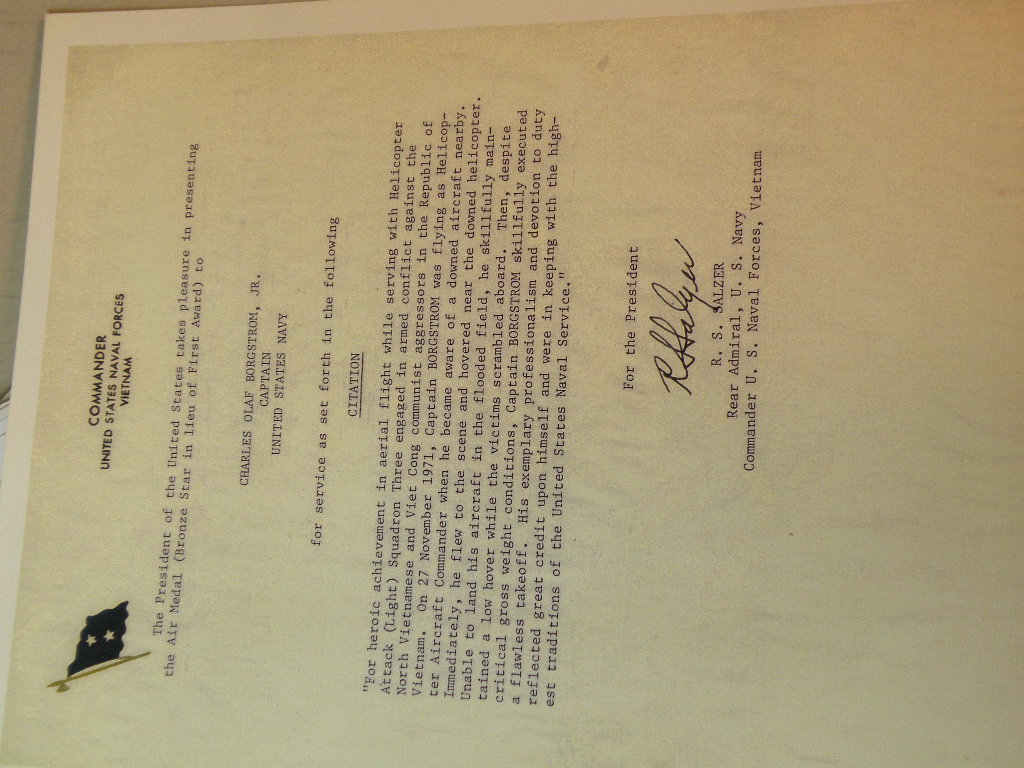 COMMANDER
UNITED STATES NAVAL FORCES
VIETNAM
The President of the United States takes pleasure in presenting
the Air Medal (Bronze Star in lieu of First Award) to
CHARLES OLAF BORGSTROM, JR.
CAPTAIN
UNITED STATES NAVY
for service as set forth in the following
CITATION
"For heroic achievement in aerial flight while serving with Helicopter
Attack (Light) Squadron Three engaged in armed conflict against the
North Vietnamese and Viet Cong communist aggressors in the Republic of
Vietnam. On 27 November 1971, Captain BORGSTROM was flying as Helicop-
ter Aircraft Commander when he became aware of a downed aircraft nearby.
Immediately, he flew to the scene and hovered near the downed helicopter.
Unable to land his aircraft in the flooded field, he skillfully main-
tained a low hover while the victims scrambled aboard. Then, despite
critical gross weight conditions, Captain BORGSTROM skillfully executed
a flawless takeoff. His exemplary professionalism and devotion to duty
reflected great credit upon himself and were in keeping with the high-
est traditions of the United States Naval Service."
For the President
RSSalzer
R. S. SALZER
Rear Admiral, U. S. Navy
Commander U. S. Naval Forces, Vietnam